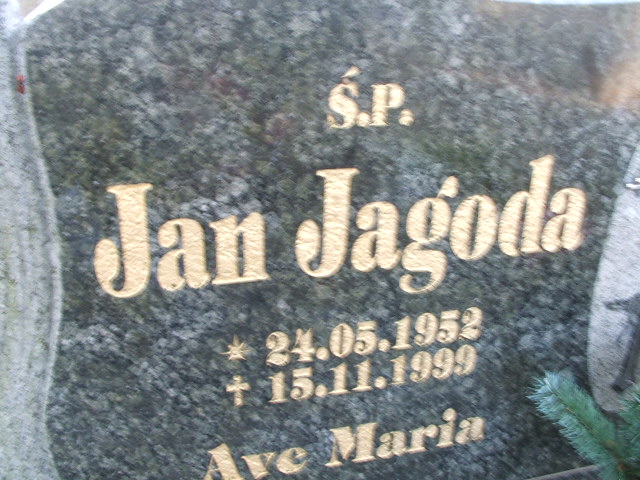 Ś.P.
Jan Jagoda
* 24.05.1952
† 15.11.1999
Ave Maria